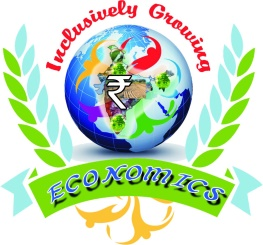 Inclusively Growing
₹
ECONOMICS